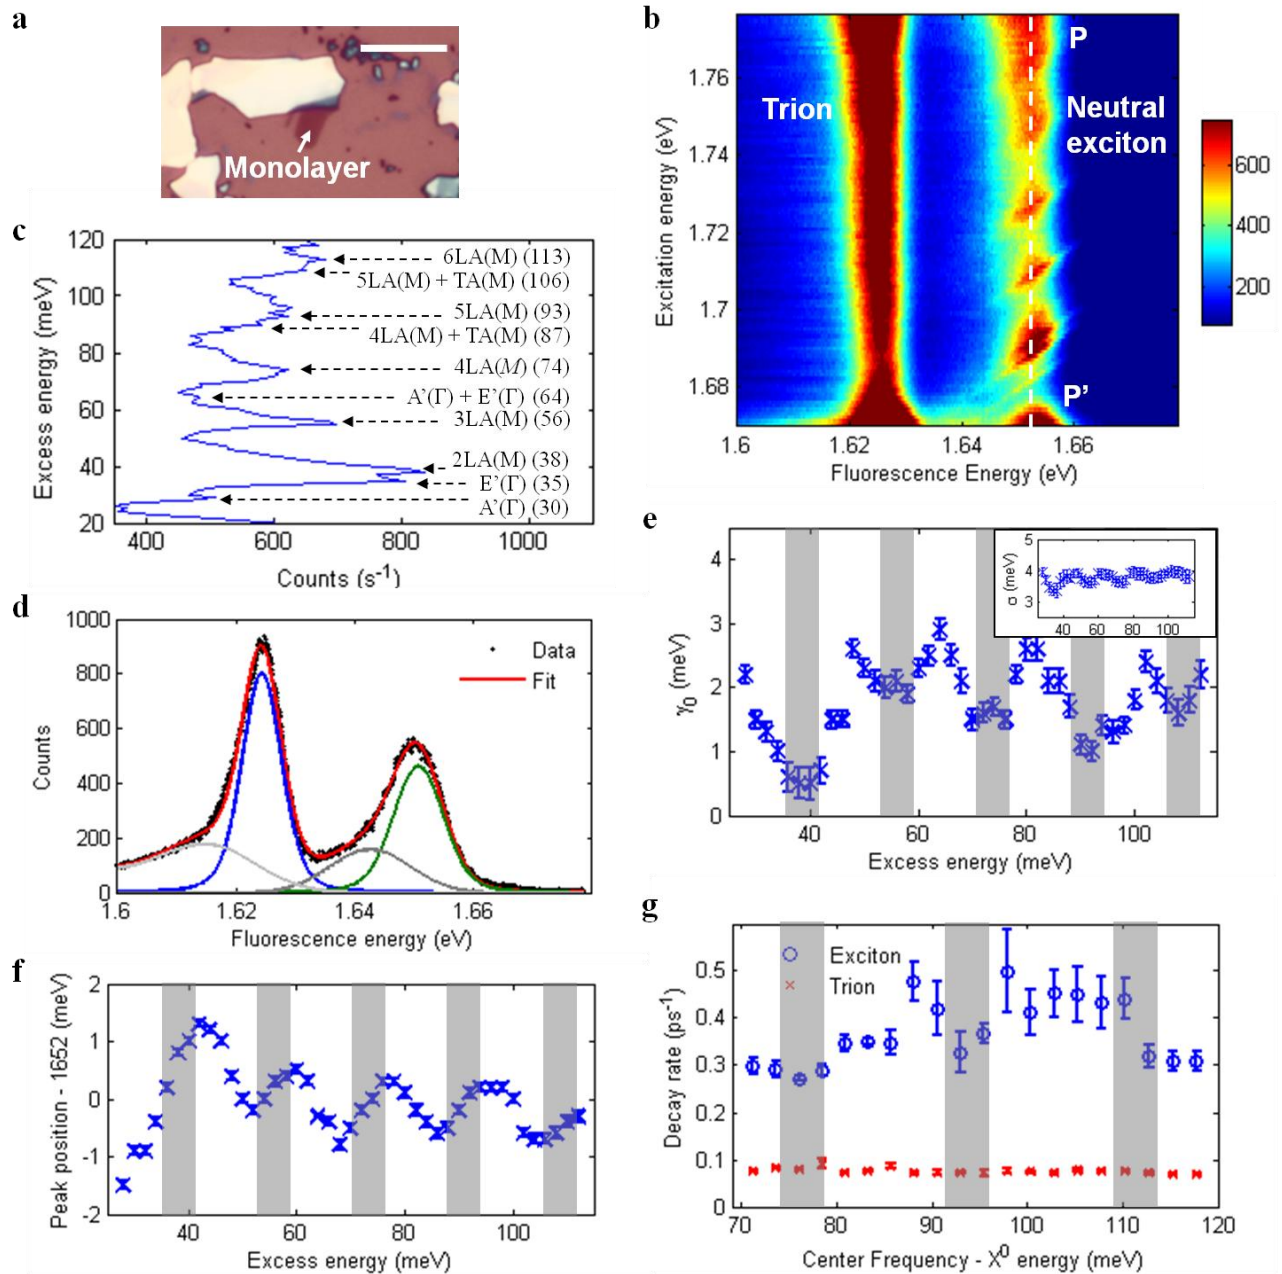 a
Monolayer
b
Excitation energy (eV)
1.76
1.74
1.72
1.7
1.68
Trion
P
Neutral
exciton
P'
600
400
200
1.6 1.62 1.64 1.66
Fluorescence Energy (eV)
c
Excess energy (meV)
120
100
80
60
40
20
6LA(M) (113)
5LA(M) + TA(M) (106)
5LA(M) (93)
4LA(M) + TA(M) (87)
4LA(M) (74)
A'(Γ) + E'(Γ) (64)
3LA(M) (56)
2LA(M) (38)
E'(Γ) (35)
A'(Γ) (30)
400 600 800 1000
Counts (s-1)
d
Counts
1000
800
600
400
200
0
Data
Fit
1.6 1.62 1.64 1.66
Fluorescence energy (eV)
e
γ0 (meV)
4
3
2
1
0
σ (meV)
5
4
3
40 60 80 100
40 60 80 100
Excess energy (meV)
f
Peak position - 1652 (meV)
2
1
0
-1
-2
40 60 80 100
Excess energy (meV)
g
Decay rate (ps-1)
0.5
0.4
0.3
0.2
0.1
0
Exciton
Trion
70 80 90 100 110 120
Center Frequency - X0 energy (meV)